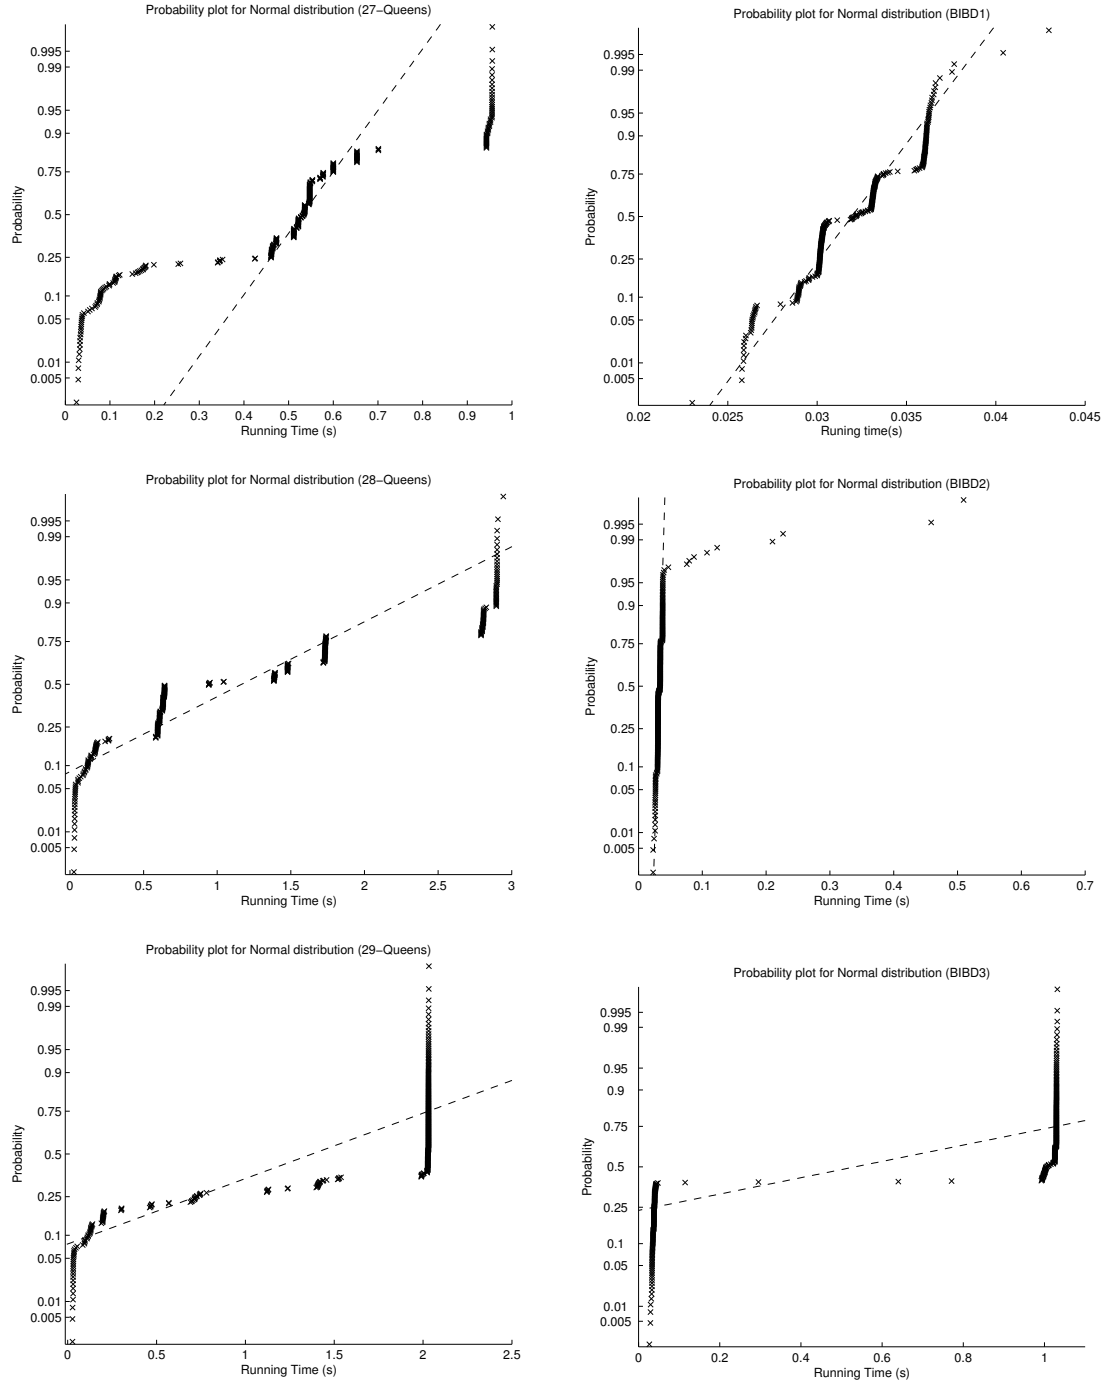 Probability plot for Normal distribution (27−Queens)
0.995
0.99
0.95
0.9
0.75
0.5
0.25
0.1
0.05
0.01
0.005
Probability
0 0.1 0.2 0.3 0.4 0.5 0.6 0.7 0.8 0.9 1
Running Time (s)
Probability plot for Normal distribution (BIBD1)
0.995
0.99
0.95
0.9
0.75
0.5
0.25
0.1
0.05
0.01
0.005
Probability
0.02 0.025 0.03 0.035 0.04 0.045
Runing time(s)
Probability plot for Normal distribution (28−Queens)
0.995
0.99
0.95
0.9
0.75
0.5
0.25
0.1
0.05
0.01
0.005
Probability
0 0.5 1 1.5 2 2.5 3
Running Time (s)
Probability plot for Normal distribution (BIBD2)
0.995
0.99
0.95
0.9
0.75
0.5
0.25
0.1
0.05
0.01
0.005
Probability
0 0.1 0.2 0.3 0.4 0.5 0.6 0.7
Running Time (s)
Probability plot for Normal distribution (29−Queens)
0.995
0.99
0.95
0.9
0.75
0.5
0.25
0.1
0.05
0.01
0.005
Probability
0 0.5 1 1.5 2 2.5
Running Time (s)
Probability plot for Normal distribution (BIBD3)
0.995
0.99
0.95
0.9
0.75
0.5
0.25
0.1
0.05
0.01
0.005
Probability
0 0.2 0.4 0.6 0.8 1
Running Time (s)